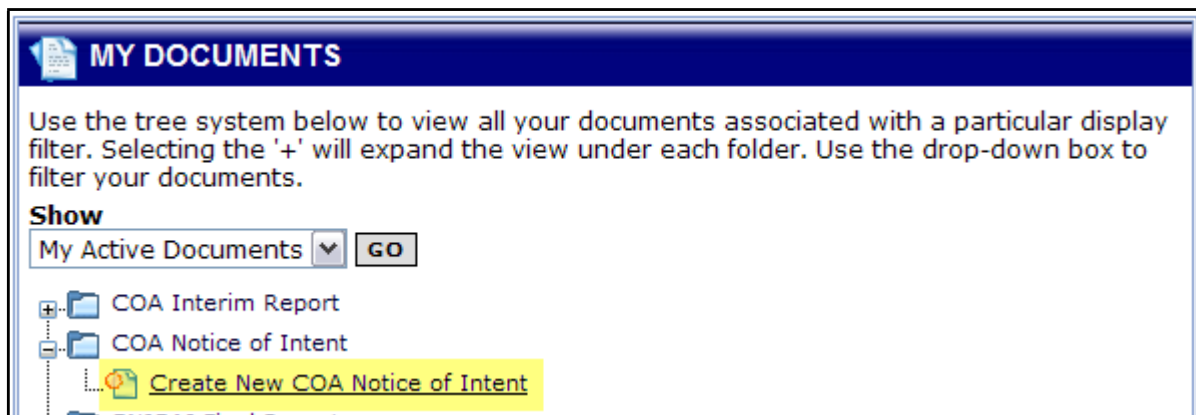 MY DOCUMENTS
Use the tree system below to view all your documents associated with a particular display
filter. Selecting the '+' will expand the view under each folder. Use the drop-down box to
filter your documents.
Show
My Active Documents GO
COA Interim Report
COA Notice of Intent
Create New COA Notice of Intent